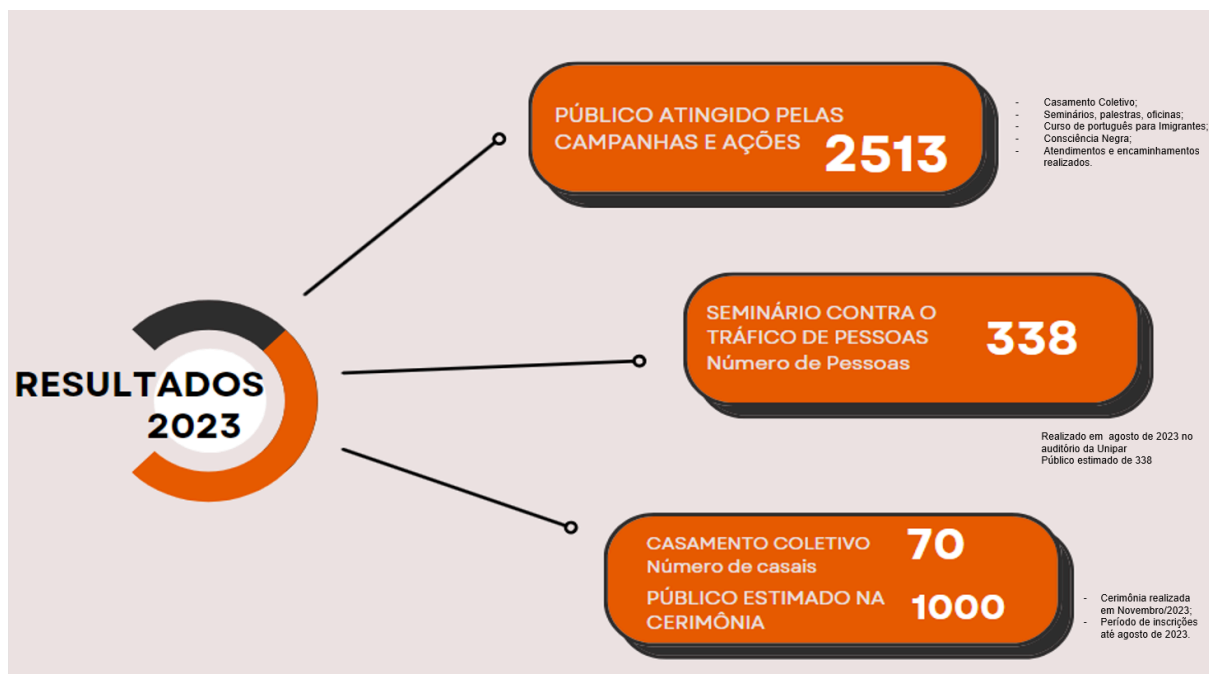 RESULTADOS
2023
PÚBLICO ATINGIDO PELAS
CAMPANHAS E AÇÕES 2513
- Casamento Coletivo;
- Seminários, palestras, oficinas;
- Curso de português para Imigrantes;
- Consciência Negra;
- Atendimentos e encaminhamentos
realizados.
SEMINÁRIO CONTRA O
TRÁFICO DE PESSOAS
Número de Pessoas
338
Realizado em agosto de 2023 no
auditório da Unipar
Público estimado de 338
CASAMENTO COLETIVO
Número de casais
70
PÚBLICO ESTIMADO NA
CERIMÔNIA
1000
- Cerimônia realizada
em Novembro/2023;
- Período de inscrições
até agosto de 2023.